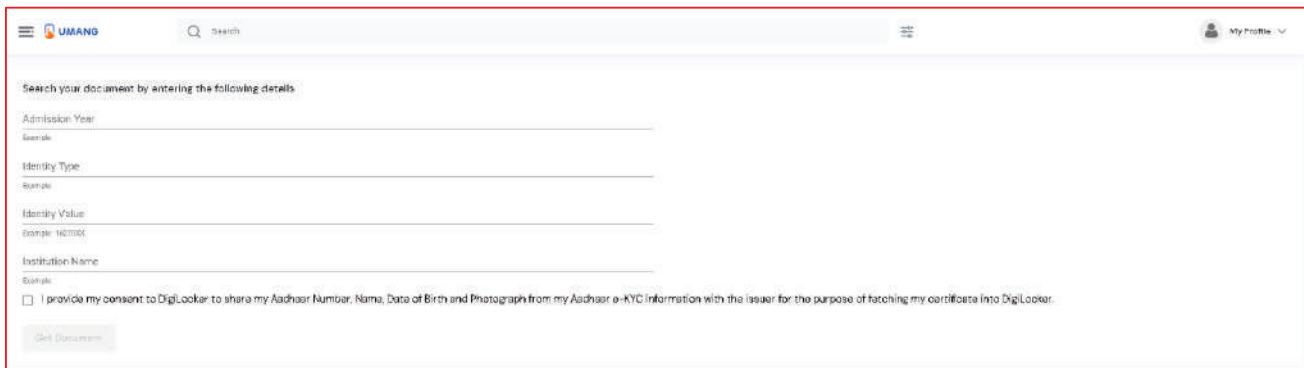 UMANG
Search
My Profile
Search your document by entering the following details
Admission Year
Example
Identity Type
Example
Identity Value
Example
Institution Name
Example
I provide my consent to DigiLocker to share my Aadhaar Number, Name, Date of Birth and Photograph from my Aadhaar e-KYC information with the issuer for the purpose of fetching my certificate into DigiLocker.
Get Document